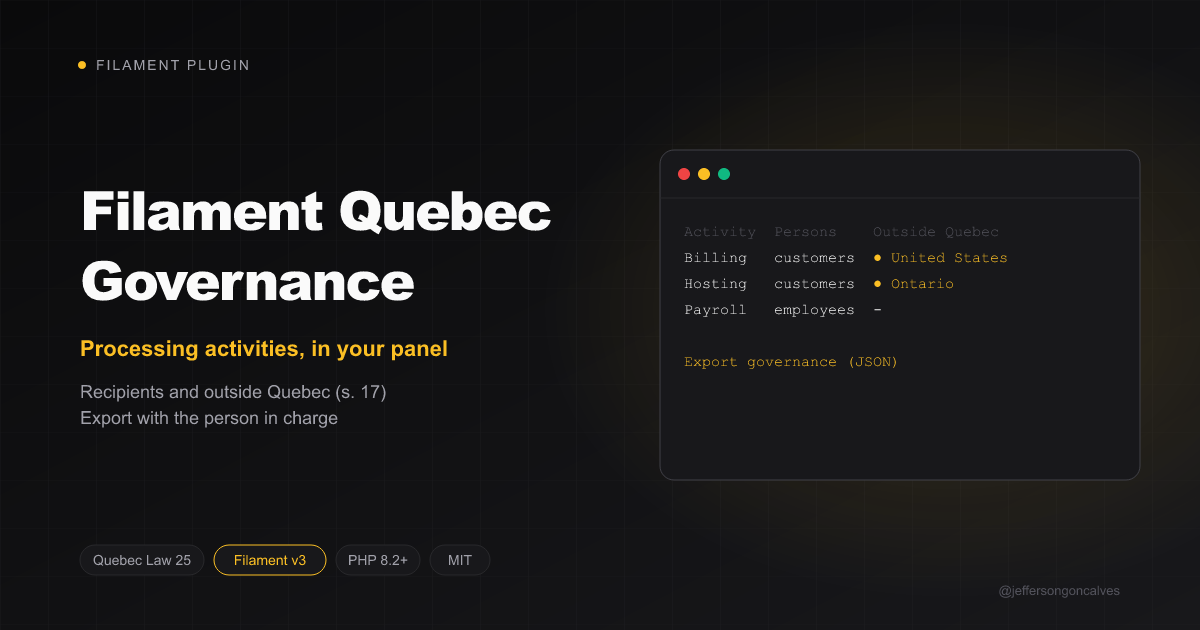 FILAMENT PLUGIN
Filament Quebec
Governance
Processing activities, in your panel
Recipients and outside Quebec (s. 17)
Export with the person in charge
Activity Persons Outside Quebec
Billing customers ● United States
Hosting customers ● Ontario
Payroll employees –
Export governance (JSON)
Quebec Law 25
Filament v3
PHP 8.2+
MIT
@jeffersongoncalves